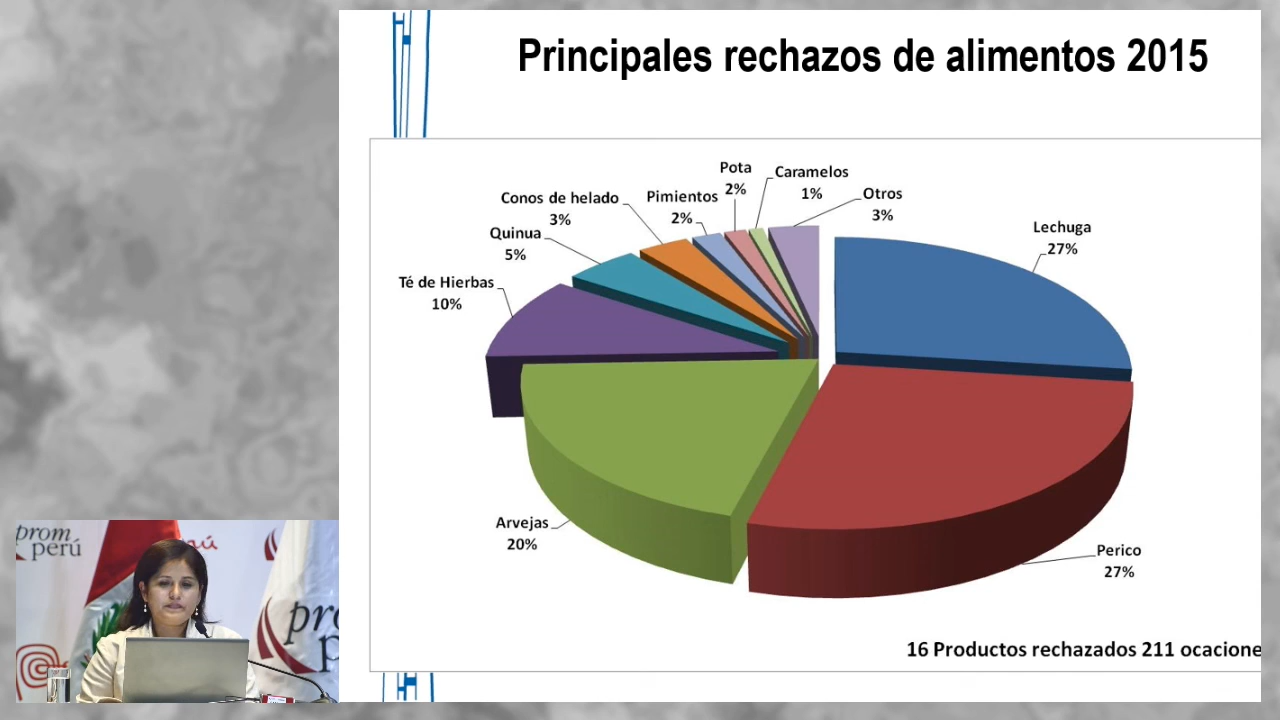 Principales rechazos de alimentos 2015
Pota
2%
Caramelos
1%
Conos de helado
3%
Pimientos
2%
Otros
3%
Quinua
5%
Lechuga
27%
Té de Hierbas
10%
Arvejas
20%
Perico
27%
16 Productos rechazados 211 ocacione
prom
perú
prom